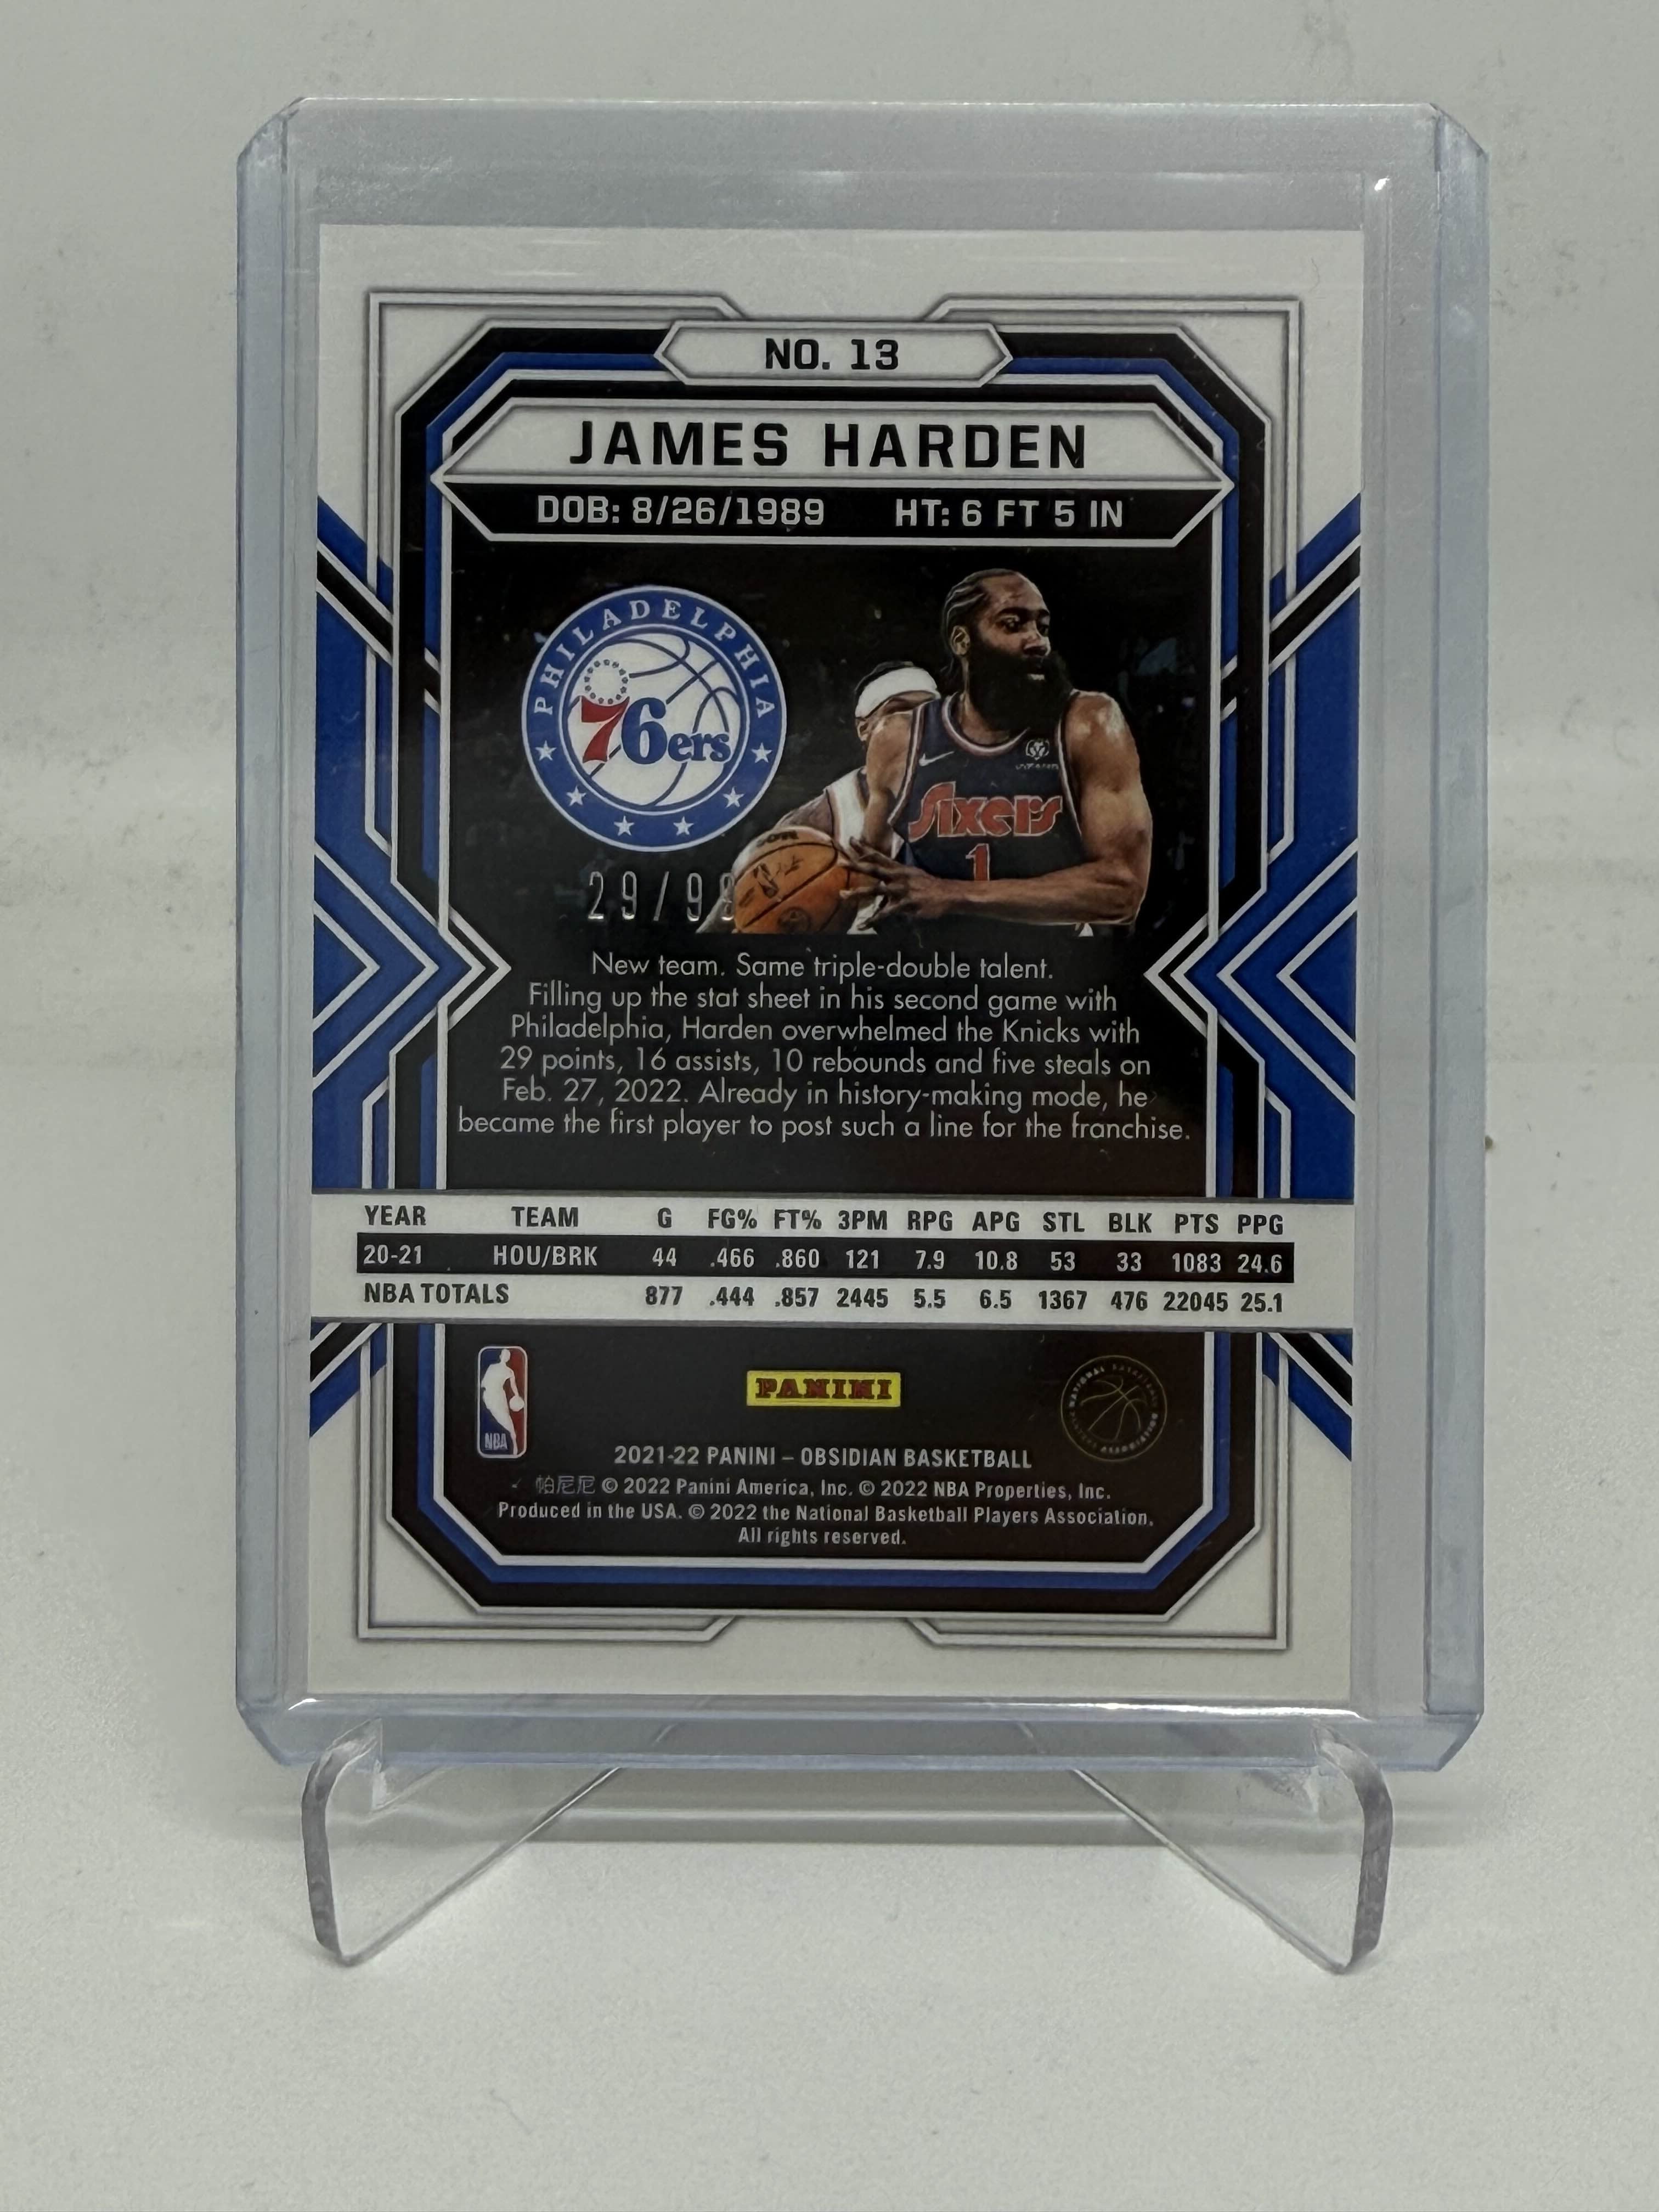 NO. 13
JAMES HARDEN
DOB: 8/26/1989 HT: 6 FT 5 IN
PHILADELPHIA
76ers
Sixers
1
29/99
New team. Same triple-double talent.
Filling up the stat sheet in his second game with
Philadelphia, Harden overwhelmed the Knicks with
29 points, 16 assists, 10 rebounds and five steals on
Feb. 27, 2022. Already in history-making mode, he
became the first player to post such a line for the franchise.
YEAR TEAM G FG% FT% 3PM RPG APG STL BLK PTS PPG
20-21 HOU/BRK 44 .466 .860 121 7.9 10.8 53 33 1083 24.6
NBA TOTALS 877 .444 .857 2445 5.5 6.5 1367 476 22045 25.1
NBA
PANINI
NATIONAL BASKETBALL PLAYERS ASSOCIATION
2021-22 PANINI – OBSIDIAN BASKETBALL
帕尼尼 © 2022 Panini America, Inc. © 2022 NBA Properties, Inc.
Produced in the USA. © 2022 the National Basketball Players Association.
All rights reserved.